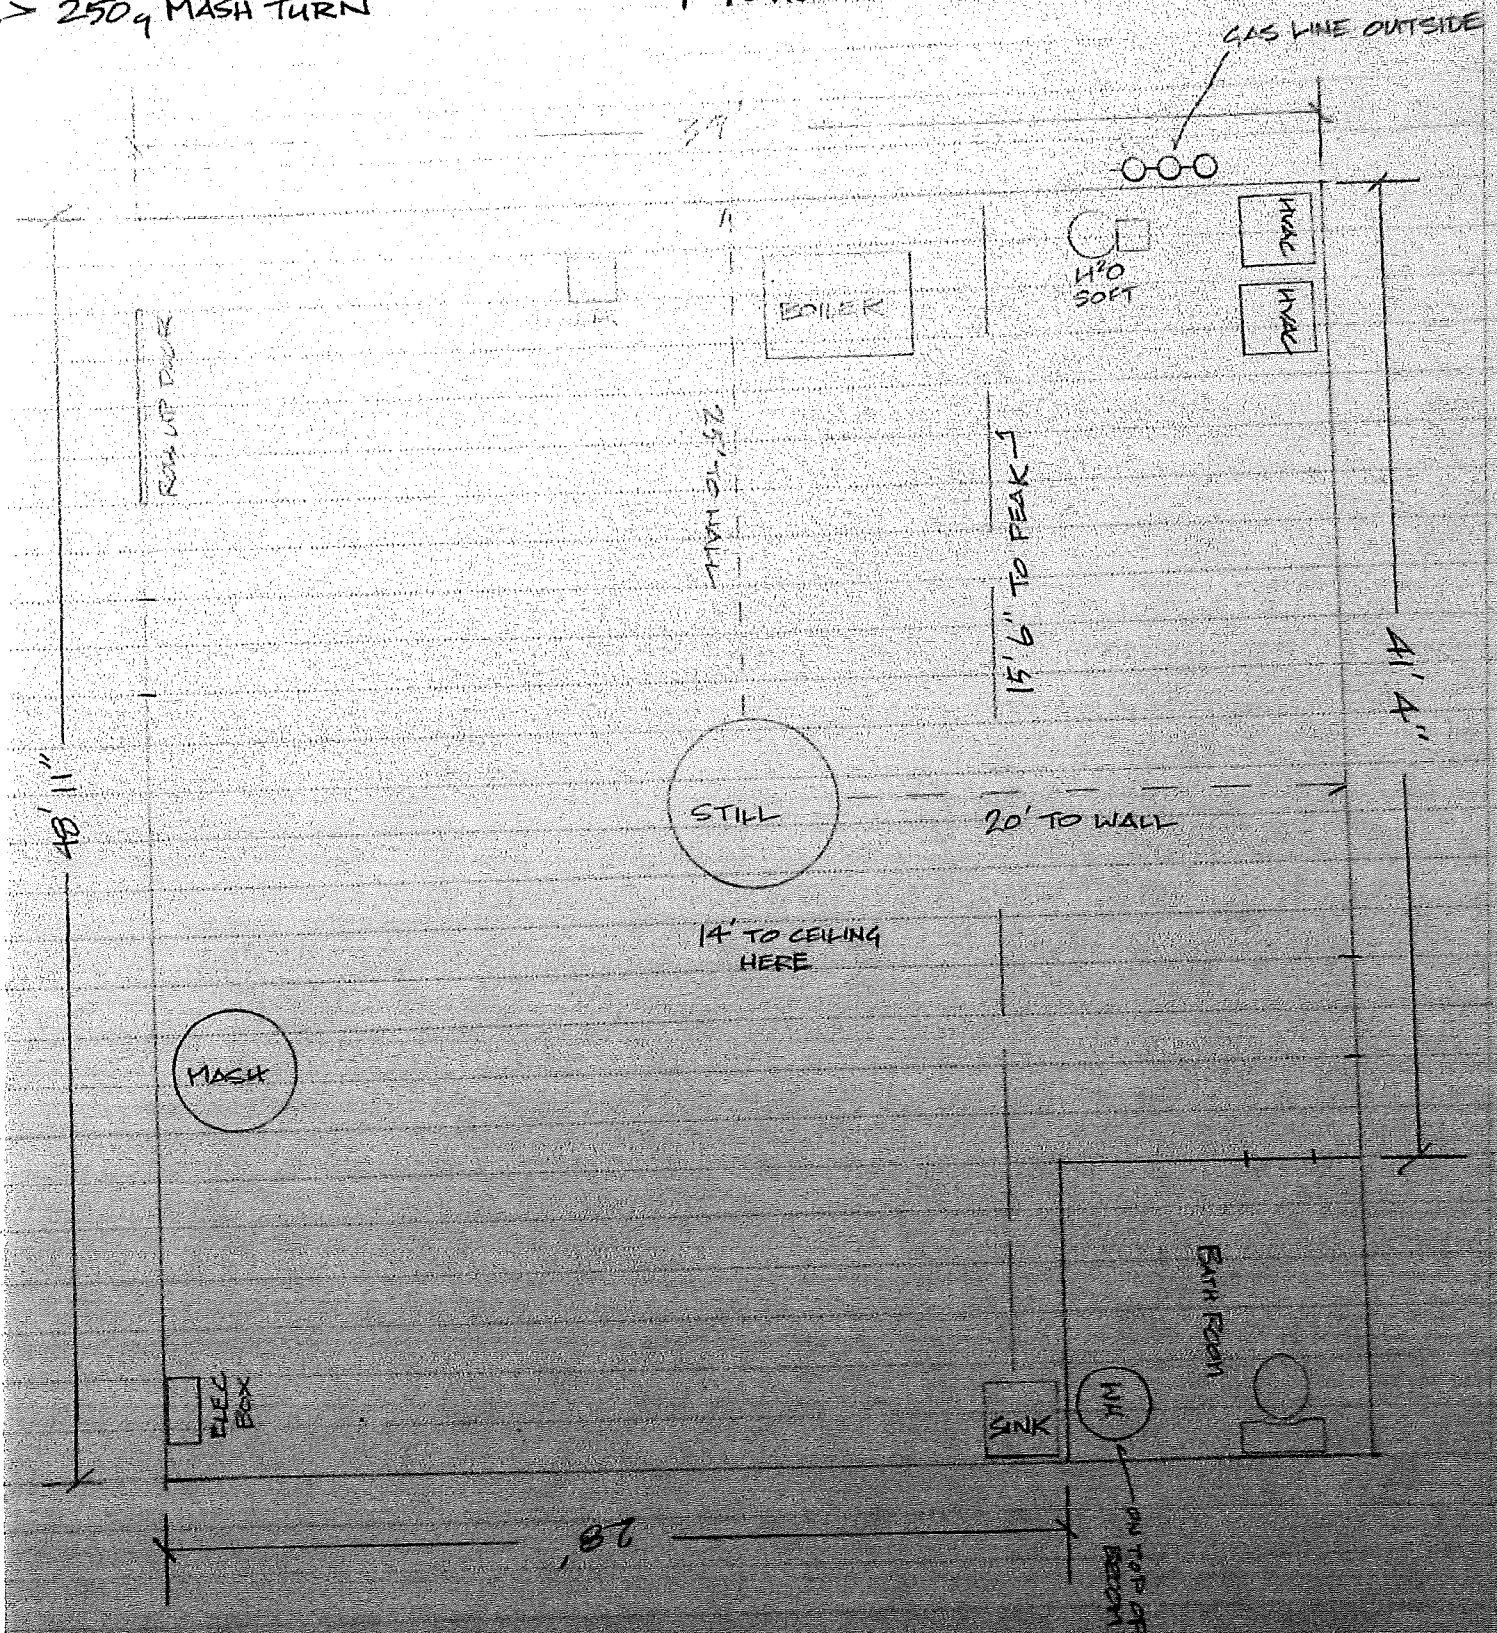 > 250g MASH TURN
GAS LINE OUTSIDE
HVAC
HVAC
H²O
SOFT
BOILER
ROLL UP DOOR
25' TO WALL
15' 6" TO PEAK
41' 4"
48' 11"
STILL
20' TO WALL
14' TO CEILING
HERE
MASH
BATH ROOM
ELEC
BOX
SINK
WH
ON TOP OF
28'